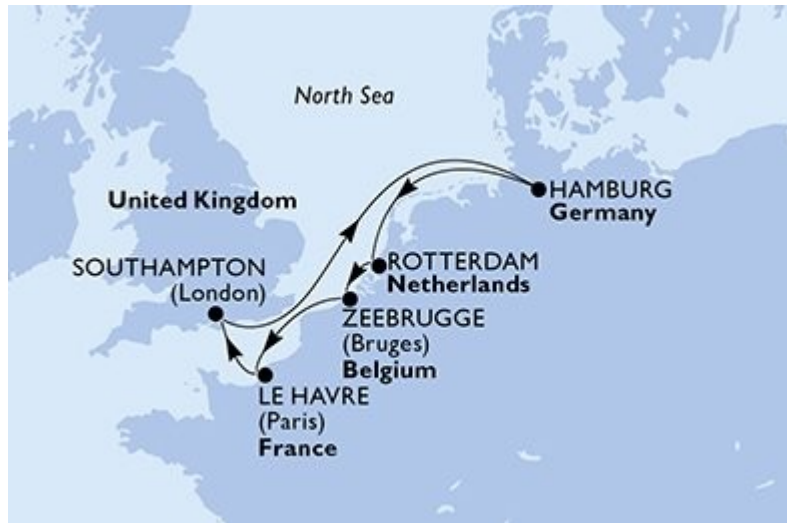 North Sea
United Kingdom
HAMBURG
Germany
SOUTHAMPTON
(London)
ROTTERDAM
Netherlands
ZEEBRUGGE
(Bruges)
Belgium
LE HAVRE
(Paris)
France